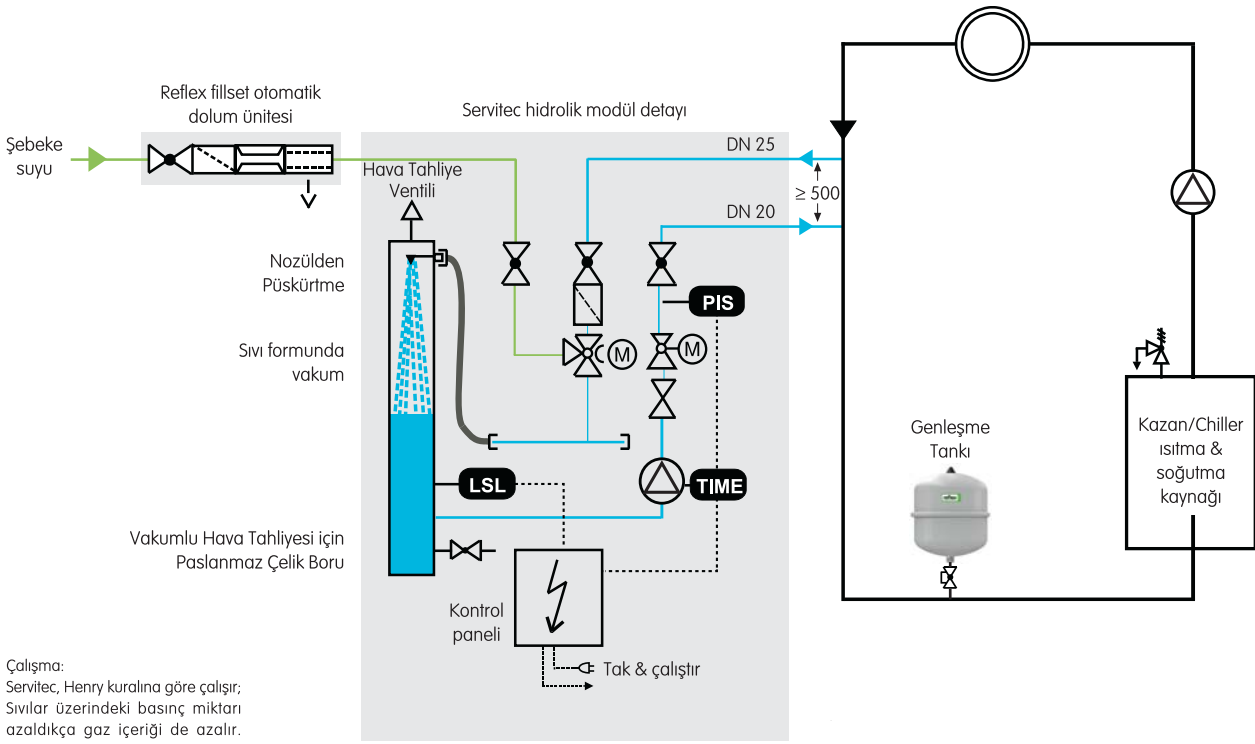 Reflex fillset otomatik
dolum ünitesi
Servitec hidrolik modül detayı
Şebeke
suyu
DN 25
Hava Tahliye
Ventili
≥ 500
DN 20
Nozülden
Püskürtme
PIS
Sıvı formunda
vakum
M
M
Genleşme
Tankı
Kazan/Chiller
ısıtma &
soğutma
kaynağı
LSL
TIME
Vakumlu Hava Tahliyesi için
Paslanmaz Çelik Boru
Kontrol
paneli
Tak & çalıştır
Çalışma:
Servitec, Henry kuralına göre çalışır;
Sıvılar üzerindeki basınç miktarı
azaldıkça gaz içeriği de azalır.